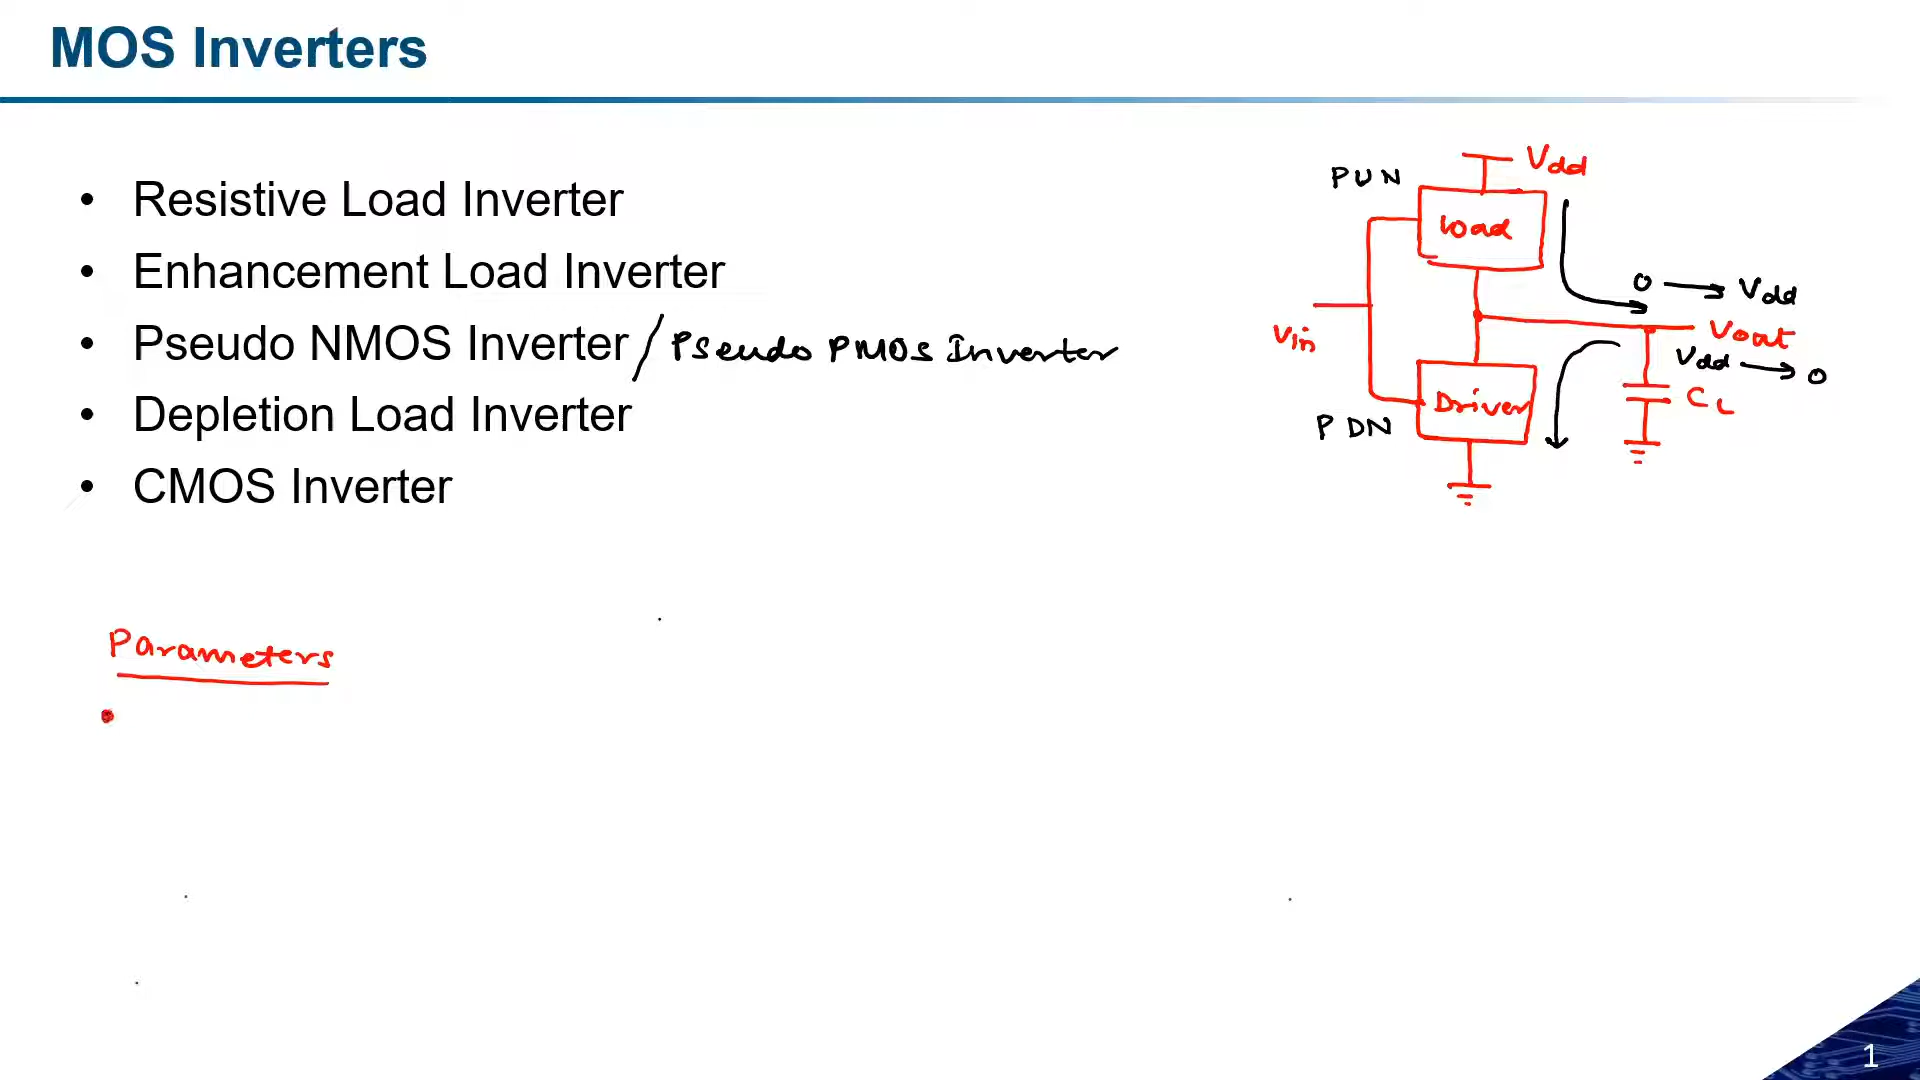 MOS Inverters
• Resistive Load Inverter
• Enhancement Load Inverter
• Pseudo NMOS Inverter / Pseudo PMOS Inverter
• Depletion Load Inverter
• CMOS Inverter
Parameters
Vdd
PUN
Load
0 → Vdd
Vin
Vout
Vdd → 0
CL
Driver
PDN
1